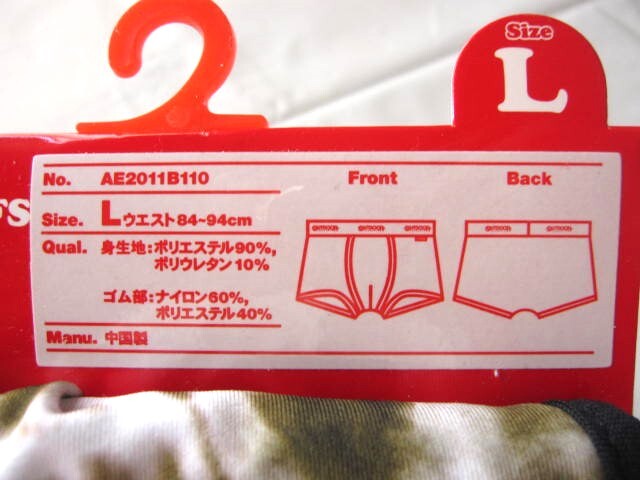 Size
L
No. AE2011B110
Size. L ウエスト84~94cm
Qual. 身生地:ポリエステル90%,
ポリウレタン10%
ゴム部:ナイロン60%,
ポリエステル40%
Manu. 中国製
Front
Back
FS